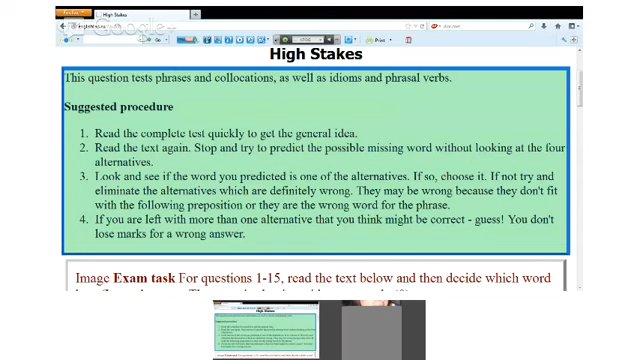 High Stakes
Google+
Print
High Stakes
This question tests phrases and collocations, as well as idioms and phrasal verbs.
Suggested procedure
1. Read the complete test quickly to get the general idea.
2. Read the text again. Stop and try to predict the possible missing word without looking at the four
alternatives.
3. Look and see if the word you predicted is one of the alternatives. If so, choose it. If not try and
eliminate the alternatives which are definitely wrong. They may be wrong because they don't fit
with the following preposition or they are the wrong word for the phrase.
4. If you are left with more than one alternative that you think might be correct - guess! You don't
lose marks for a wrong answer.
Image Exam task For questions 1-15, read the text below and then decide which word
High Stakes